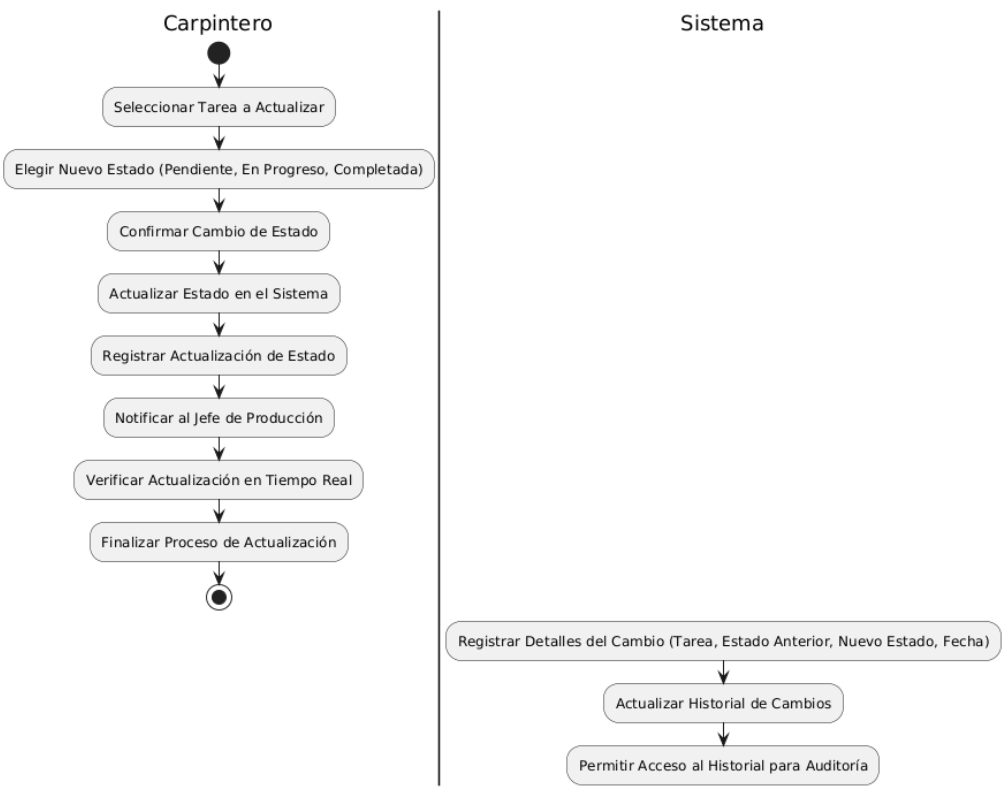 Carpintero
Sistema
Seleccionar Tarea a Actualizar
Elegir Nuevo Estado (Pendiente, En Progreso, Completada)
Confirmar Cambio de Estado
Actualizar Estado en el Sistema
Registrar Actualización de Estado
Notificar al Jefe de Producción
Verificar Actualización en Tiempo Real
Finalizar Proceso de Actualización
Registrar Detalles del Cambio (Tarea, Estado Anterior, Nuevo Estado, Fecha)
Actualizar Historial de Cambios
Permitir Acceso al Historial para Auditoría